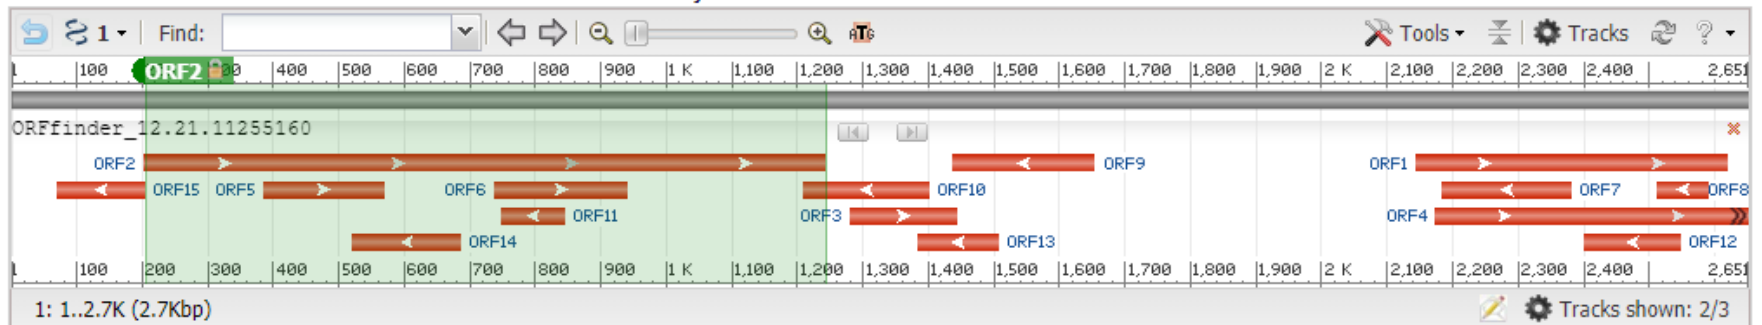 1 Find: ATG Tools Tracks ?
1 100 ORF2 300 400 500 600 700 800 900 1 K 1,100 1,200 1,300 1,400 1,500 1,600 1,700 1,800 1,900 2 K 2,100 2,200 2,300 2,400 2,651
ORFfinder_12.21.11255160
ORF2 ORF9 ORF1
ORF15 ORF5 ORF6 ORF10 ORF7 ORF8
ORF11 ORF3 ORF4
ORF14 ORF13 ORF12
1 100 200 300 400 500 600 700 800 900 1 K 1,100 1,200 1,300 1,400 1,500 1,600 1,700 1,800 1,900 2 K 2,100 2,200 2,300 2,400 2,651
1: 1..2.7K (2.7Kbp) Tracks shown: 2/3